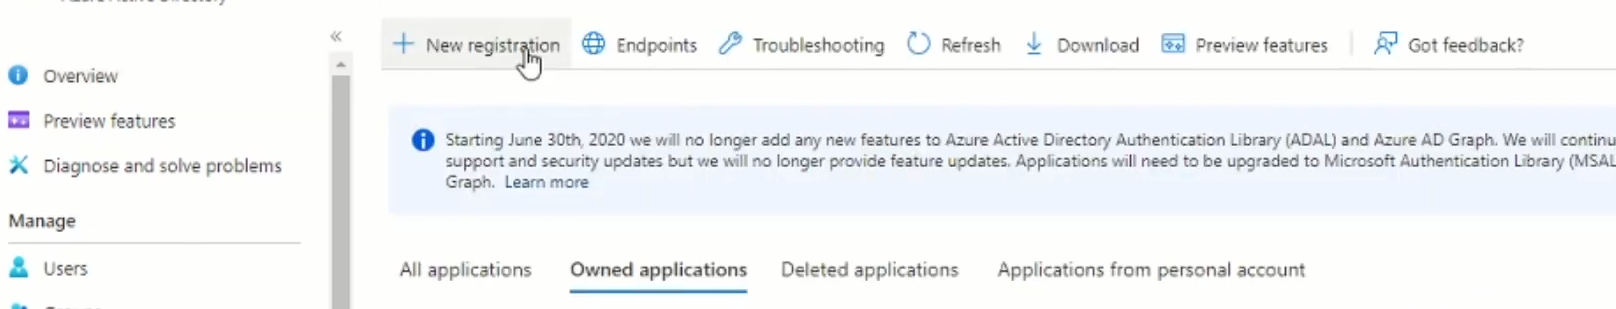 Azure Active Directory
«
Overview
Preview features
Diagnose and solve problems
Manage
Users
New registration
Endpoints
Troubleshooting
Refresh
Download
Preview features
Got feedback?
Starting June 30th, 2020 we will no longer add any new features to Azure Active Directory Authentication Library (ADAL) and Azure AD Graph. We will continu
support and security updates but we will no longer provide feature updates. Applications will need to be upgraded to Microsoft Authentication Library (MSAL
Graph. Learn more
All applications
Owned applications
Deleted applications
Applications from personal account